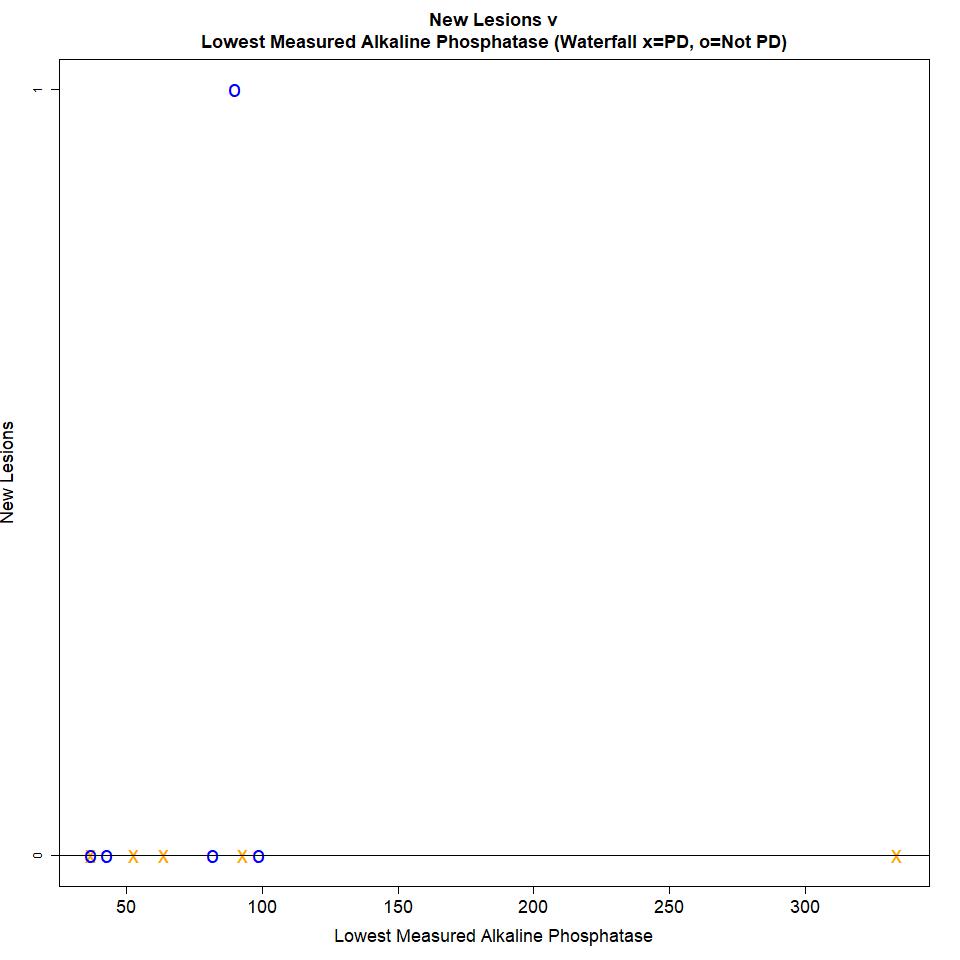 New Lesions v
Lowest Measured Alkaline Phosphatase (Waterfall x=PD, o=Not PD)
New Lesions
1
0
o
x
o
o
x
x
o
x
o
x
50
100
150
200
250
300
Lowest Measured Alkaline Phosphatase